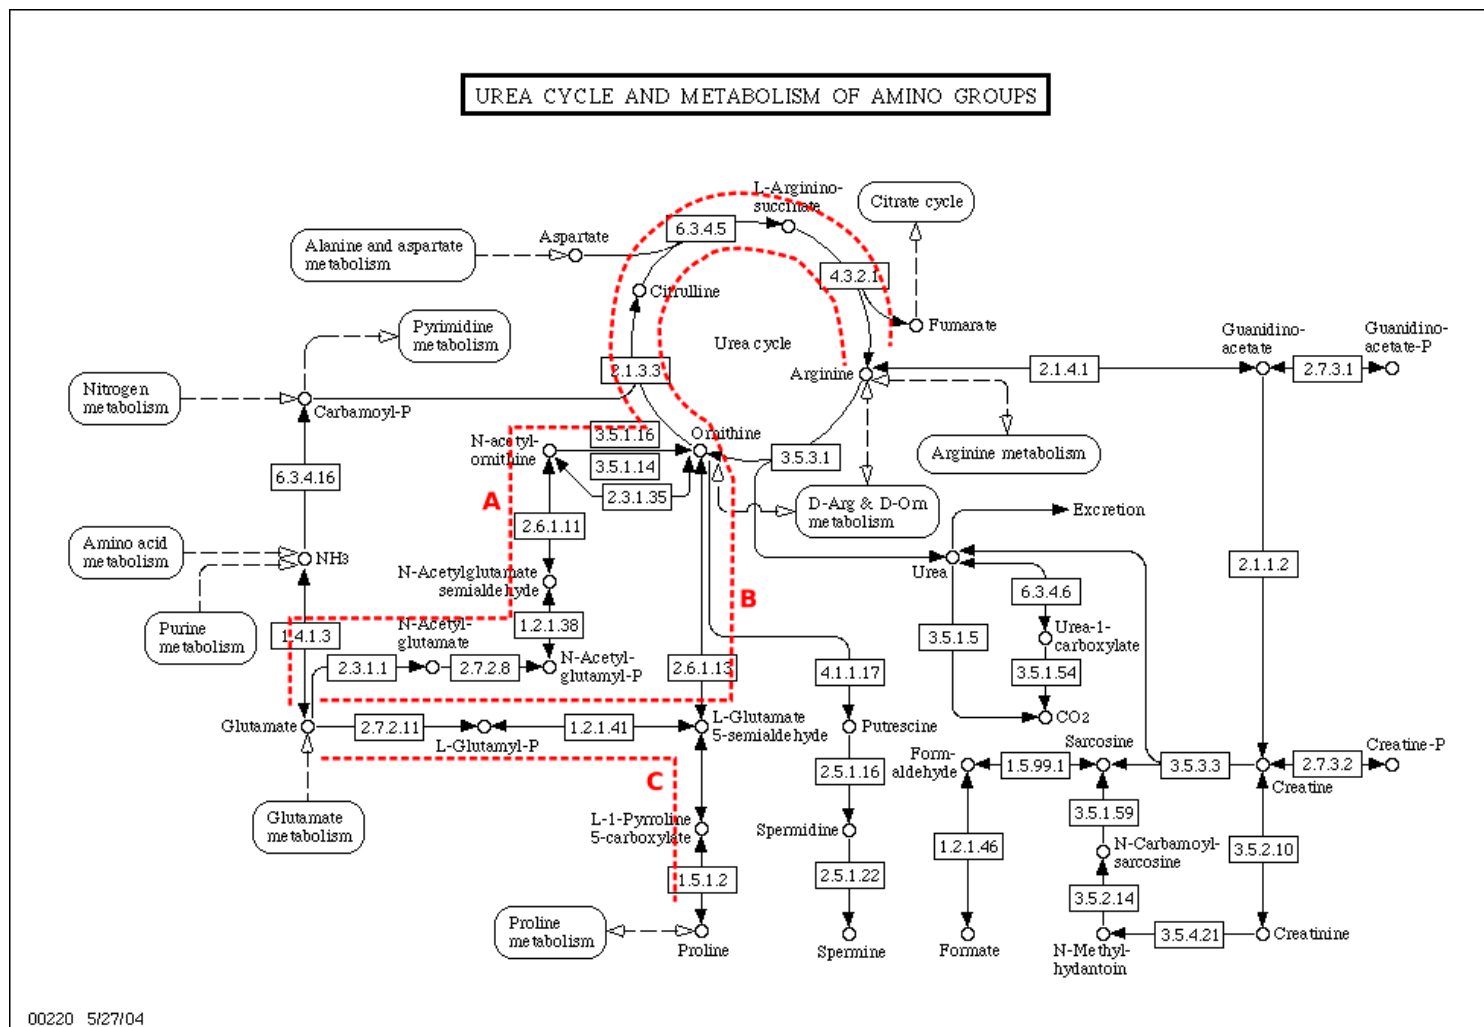 UREA CYCLE AND METABOLISM OF AMINO GROUPS
L-Arginino-
succinate
Citrate cycle
6.3.4.5
Aspartate
Alanine and aspartate
metabolism
4.3.2.1
Citrulline
Fumarate
Pyrimidine
metabolism
Urea cycle
Guanidino-
acetate
Guanidino-
acetate-P
2.1.3.3
Arginine
2.1.4.1
2.7.3.1
Nitrogen
metabolism
Carbamoyl-P
3.5.1.16
Ornithine
N-acetyl-
ornithine
3.5.1.14
3.5.3.1
Arginine metabolism
6.3.4.16
2.3.1.35
A
D-Arg & D-Orn
metabolism
Excretion
2.6.1.11
Amino acid
metabolism
NH3
Urea
2.1.1.2
N-Acetylglutamate
semialdehyde
B
6.3.4.6
Purine
metabolism
1.4.1.3
N-Acetyl-
glutamate
1.2.1.38
3.5.1.5
Urea-1-
carboxylate
2.3.1.1
2.7.2.8
N-Acetyl-
glutamyl-P
2.6.1.13
4.1.1.17
3.5.1.54
Glutamate
2.7.2.11
L-Glutamyl-P
1.2.1.41
L-Glutamate
5-semialdehyde
Putrescine
CO2
Form-
aldehyde
1.5.99.1
Sarcosine
3.5.3.3
Creatine
2.7.3.2
Creatine-P
C
2.5.1.16
Glutamate
metabolism
L-1-Pyrroline
5-carboxylate
Spermidine
3.5.1.59
1.2.1.46
N-Carbamoyl-
sarcosine
3.5.2.10
1.5.1.2
2.5.1.22
3.5.2.14
Proline
metabolism
Proline
Spermine
Formate
N-Methyl-
hydantoin
3.5.4.21
Creatinine
00220 5/27/04